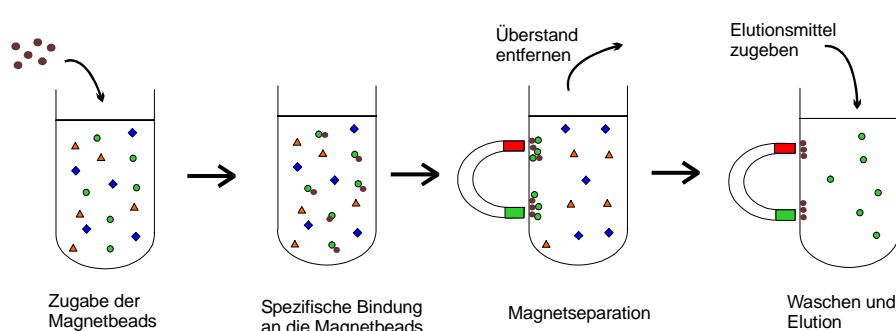 Überstand
entfernen
Elutionsmittel
zugeben
Zugabe der
Magnetbeads
Spezifische Bindung
an die Magnetbeads
Magnetseparation
Waschen und
Elution